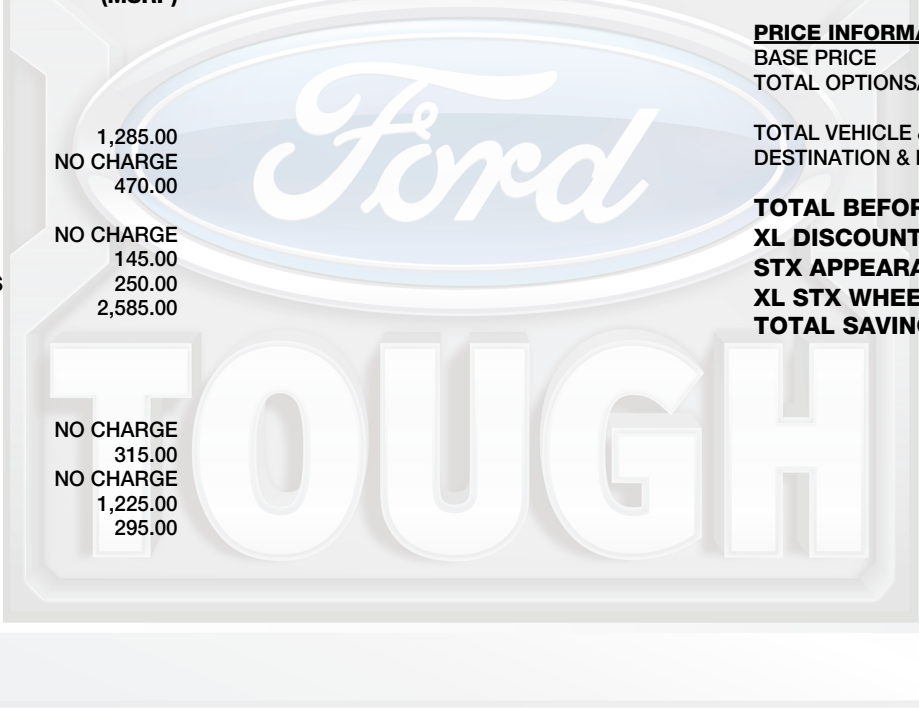 (MSRP)
1,285.00
NO CHARGE
470.00
NO CHARGE
145.00
250.00
2,585.00
NO CHARGE
315.00
NO CHARGE
1,225.00
295.00
PRICE INFORMA
BASE PRICE
TOTAL OPTIONS
TOTAL VEHICLE
DESTINATION &
TOTAL BEFOR
XL DISCOUNT
STX APPEARA
XL STX WHEE
TOTAL SAVIN
Ford
TOUGH